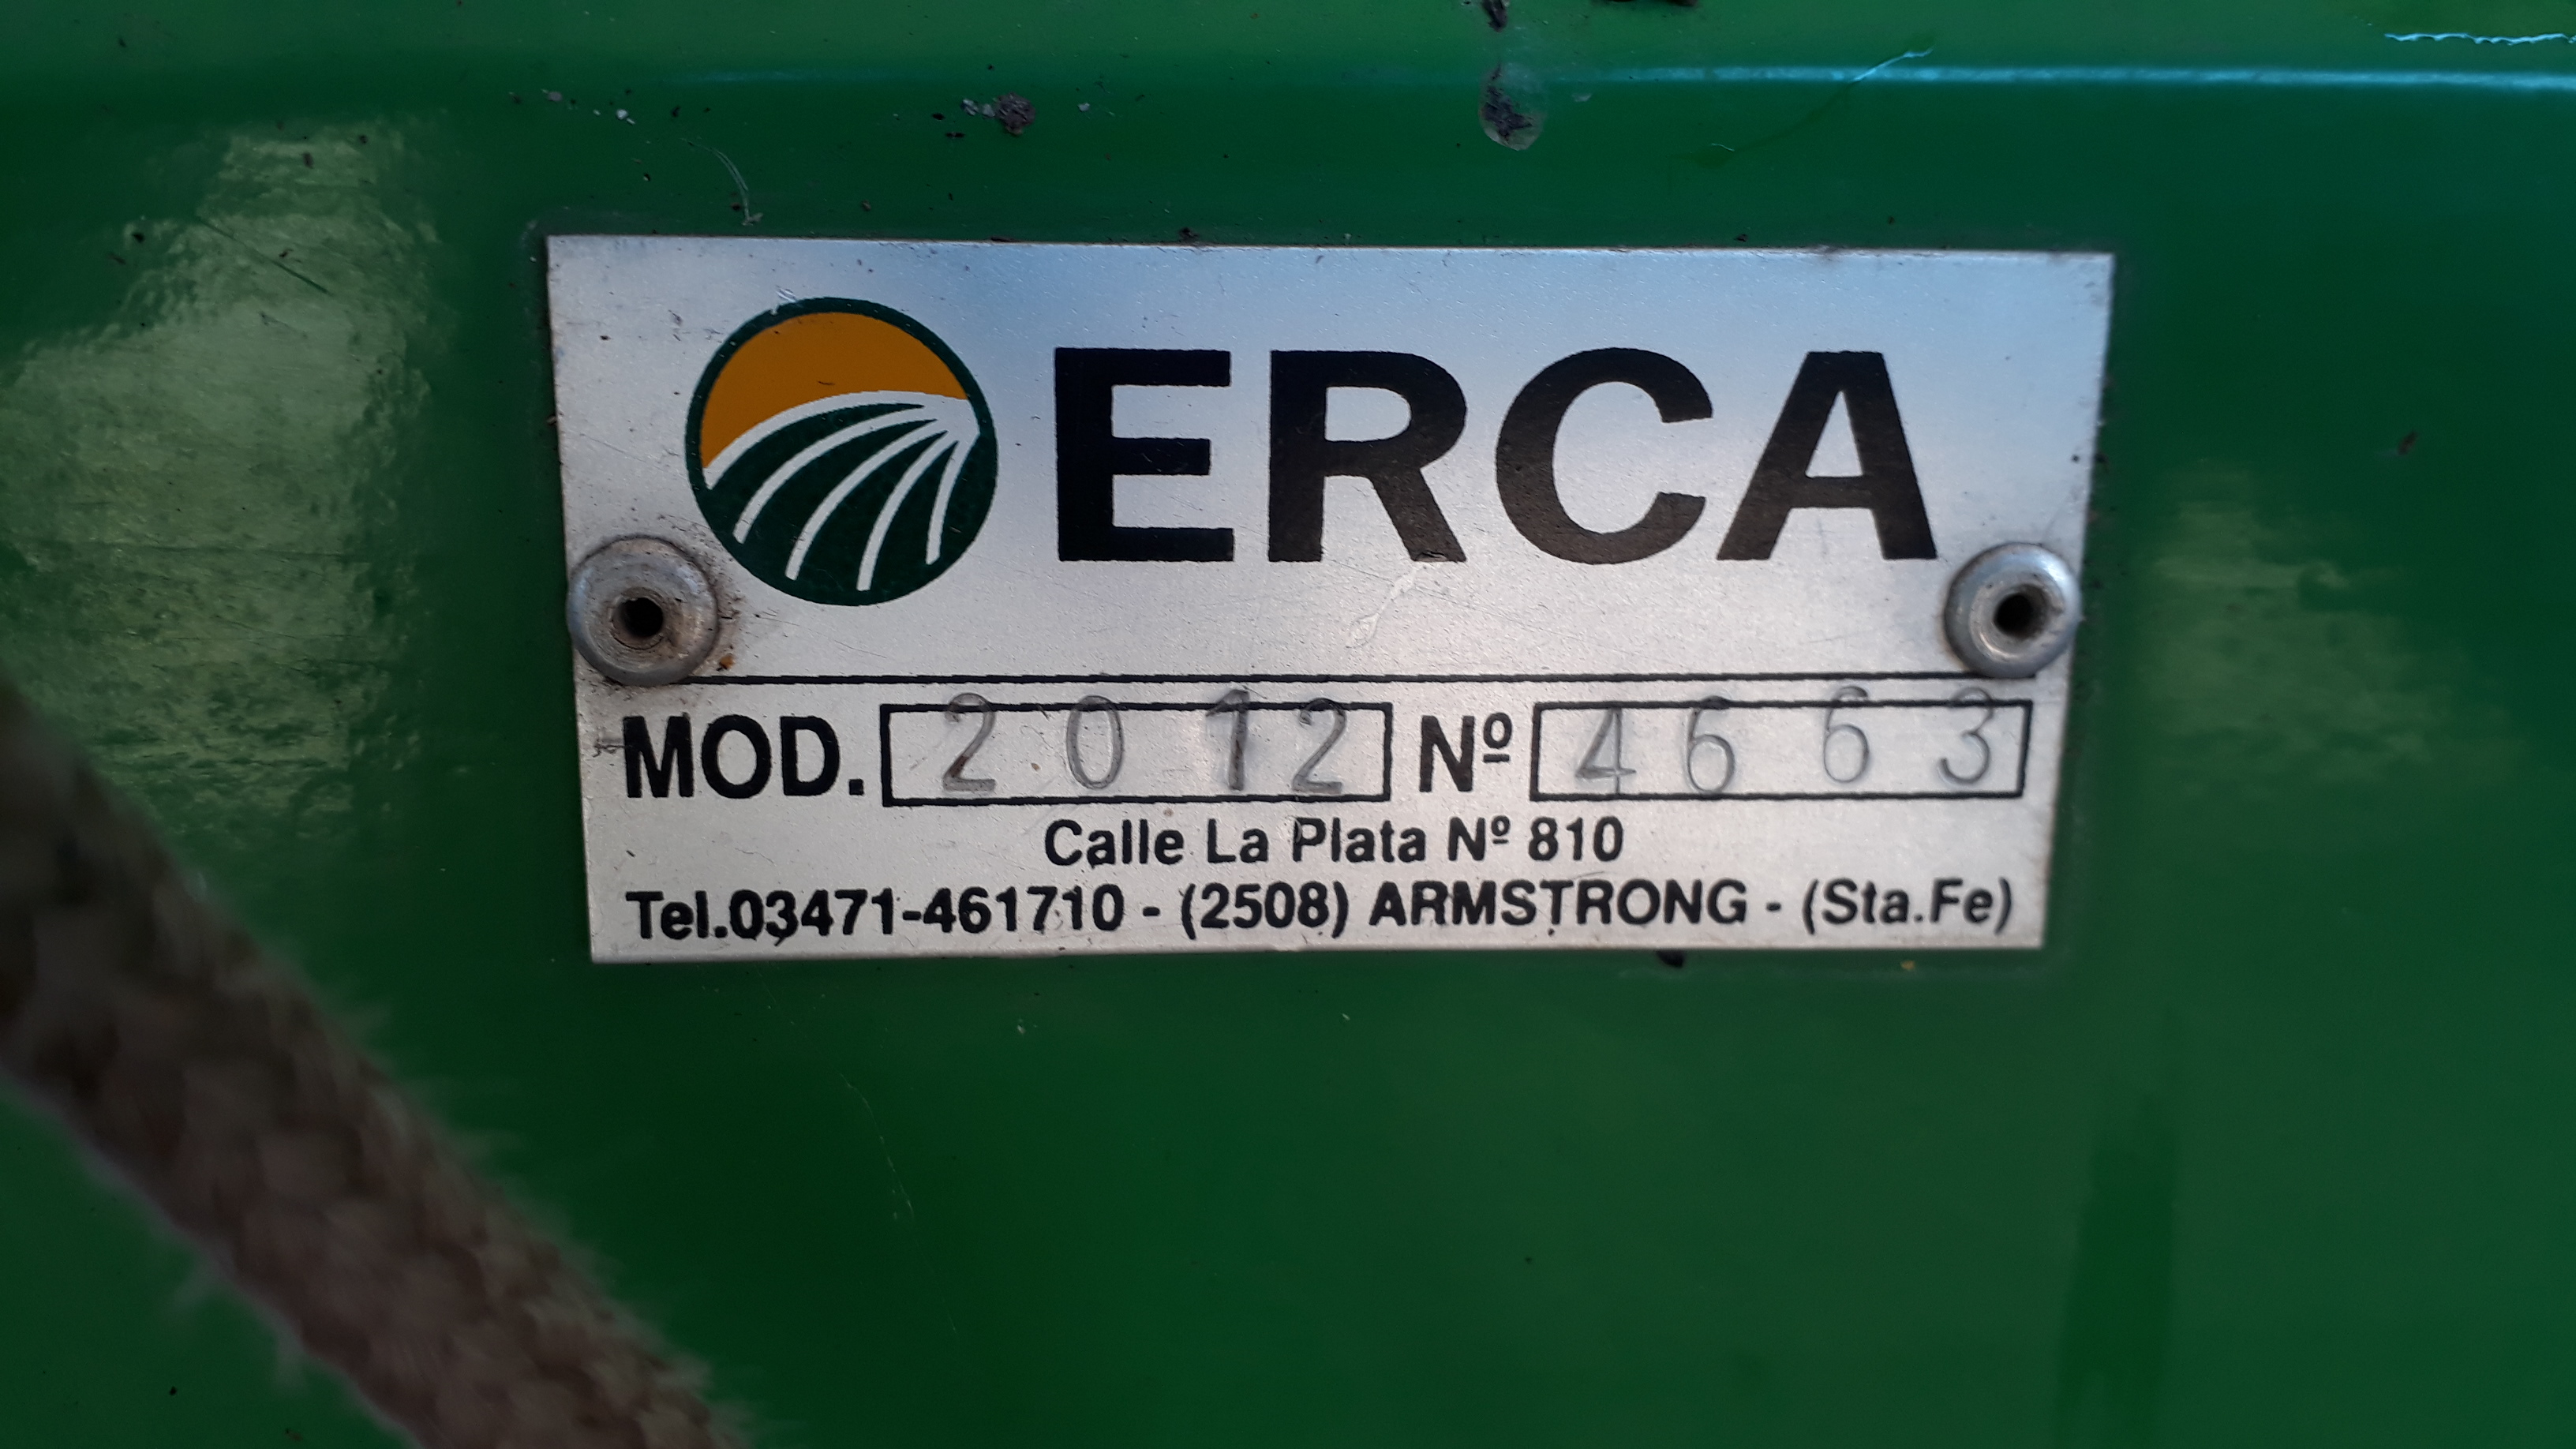 ERCA
MOD. 2012 Nº 4663
Calle La Plata Nº 810
Tel.03471-461710 - (2508) ARMSTRONG - (Sta.Fe)